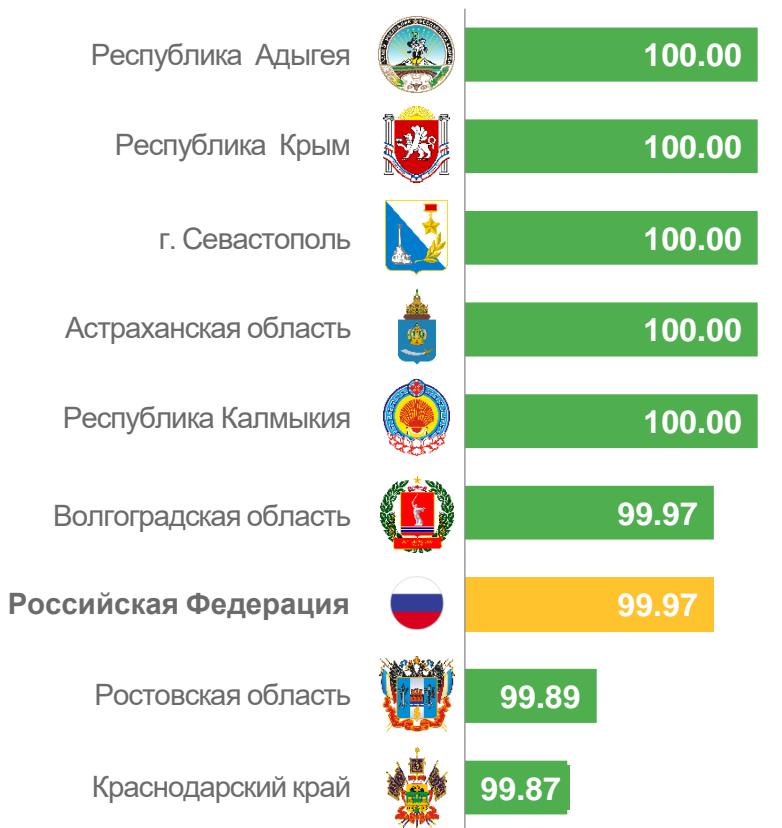 Республика Адыгея 100.00
Республика Крым 100.00
г. Севастополь 100.00
Астраханская область 100.00
Республика Калмыкия 100.00
Волгоградская область 99.97
Российская Федерация 99.97
Ростовская область 99.89
Краснодарский край 99.87